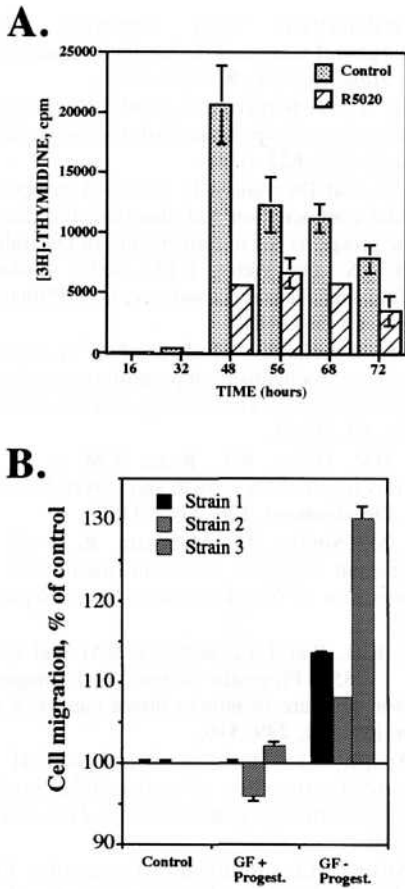 A.
25000
20000
15000
10000
5000
0
[3H]-THYMIDINE, cpm
Control
R5020
16 32 48 56 68 72
TIME (hours)
B.
Strain 1
Strain 2
Strain 3
130
120
110
100
90
Cell migration, % of control
Control GF + GF -
Progest. Progest.